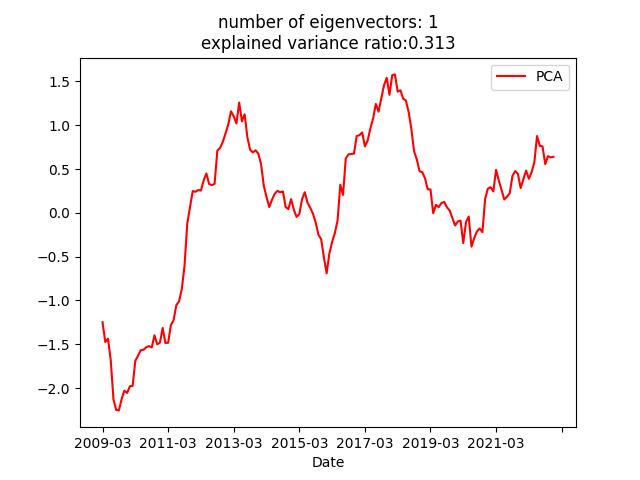 number of eigenvectors: 1
explained variance ratio:0.313
PCA
1.5
1.0
0.5
0.0
−0.5
−1.0
−1.5
−2.0
2009-03 2011-03 2013-03 2015-03 2017-03 2019-03 2021-03
Date